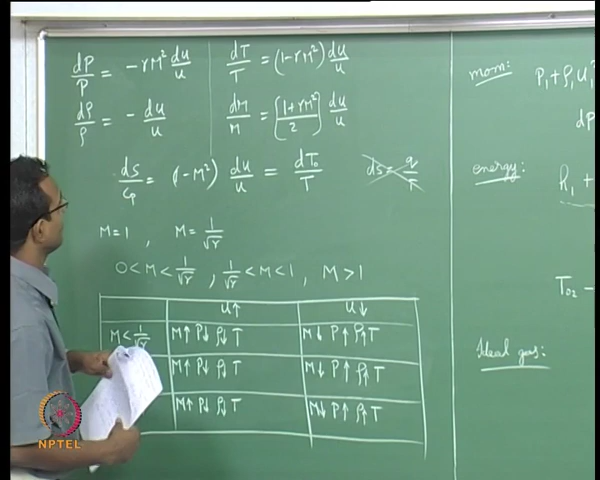 dP/P = -γM² du/u    dT/T = (1-γM²) du/u
dρ/ρ = - du/u    dM/M = [(1+γM²)/2] du/u
ds/Cp = (1-M²) du/u = dT₀/T    ds = q/T
M=1 , M = 1/√γ
0 < M < 1/√γ , 1/√γ < M < 1 , M > 1
u↑    u↓
M < 1/√γ    M↑ P↓ ρ↓ T    M↓ P↑ ρ↑ T
M↑ P↓ ρ↓ T    M↓ P↑ ρ↑ T
M↑ P↓ ρ↓ T    M↓ P↑ ρ↑ T
mom: P₁ + ρ₁ u₁²
dP
energy: h₁ +
T₀₂ -
Ideal gas:
NPTEL